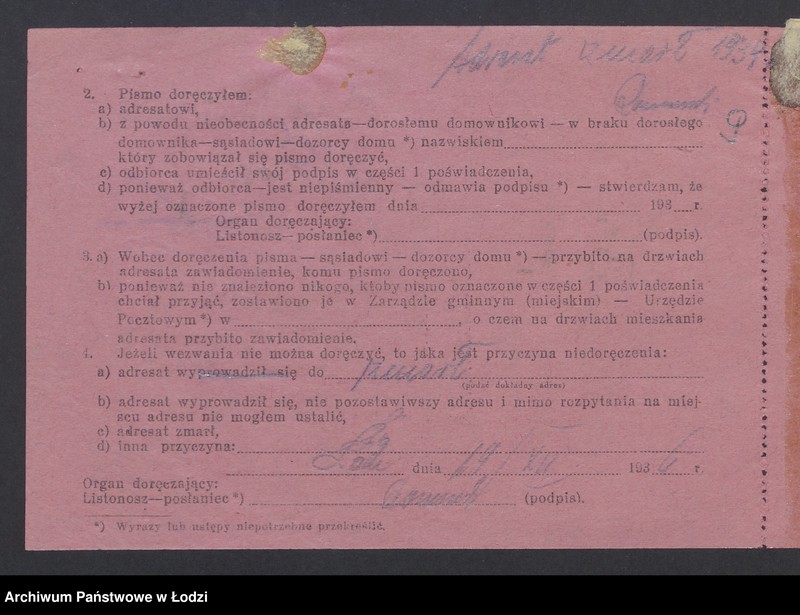 Adresat zmarł 193
2. Pismo doręczyłem:
a) adresatowi,
b) z powodu nieobecności adresata—dorosłemu domownikowi — w braku dorosłego
domownika—sąsiadowi—dozorcy domu *) nazwiskiem
który zobowiązał się pismo doręczyć,
c) odbiorca umieścił swój podpis w części 1 poświadczenia,
d) ponieważ odbiorca—jest niepiśmienny — odmawia podpisu *) — stwierdzam, że
wyżej oznaczone pismo doręczyłem dnia 193 r.
Organ doręczający:
Listonosz—posłaniec *) (podpis).
3. a) Wobec doręczenia pisma — sąsiadowi — dozorcy domu *) — przybito na drzwiach
adresata zawiadomienie, komu pismo doręczono,
b) ponieważ nie znaleziono nikogo, ktoby pismo oznaczone w części 1 poświadczenia
chciał przyjąć, zostawiono je w Zarządzie gminnym (miejskim) — Urzędzie
Pocztowym *) w , o czem na drzwiach mieszkania
adresata przybito zawiadomienie.
4. Jeżeli wezwania nie można doręczyć, to jaka jest przyczyna niedoręczenia:
a) adresat wyprowadził się do zmarł
(podać dokładny adres)
b) adresat wyprowadził się, nie pozostawiwszy adresu i mimo rozpytania na miej-
scu adresu nie mogłem ustalić,
c) adresat zmarł,
d) inna przyczyna:
dnia 19/XII 1936 r.
Organ doręczający:
Listonosz—posłaniec *) (podpis).
*) Wyrazy lub ustępy niepotrzebne przekreślić.
Archiwum Państwowe w Łodzi